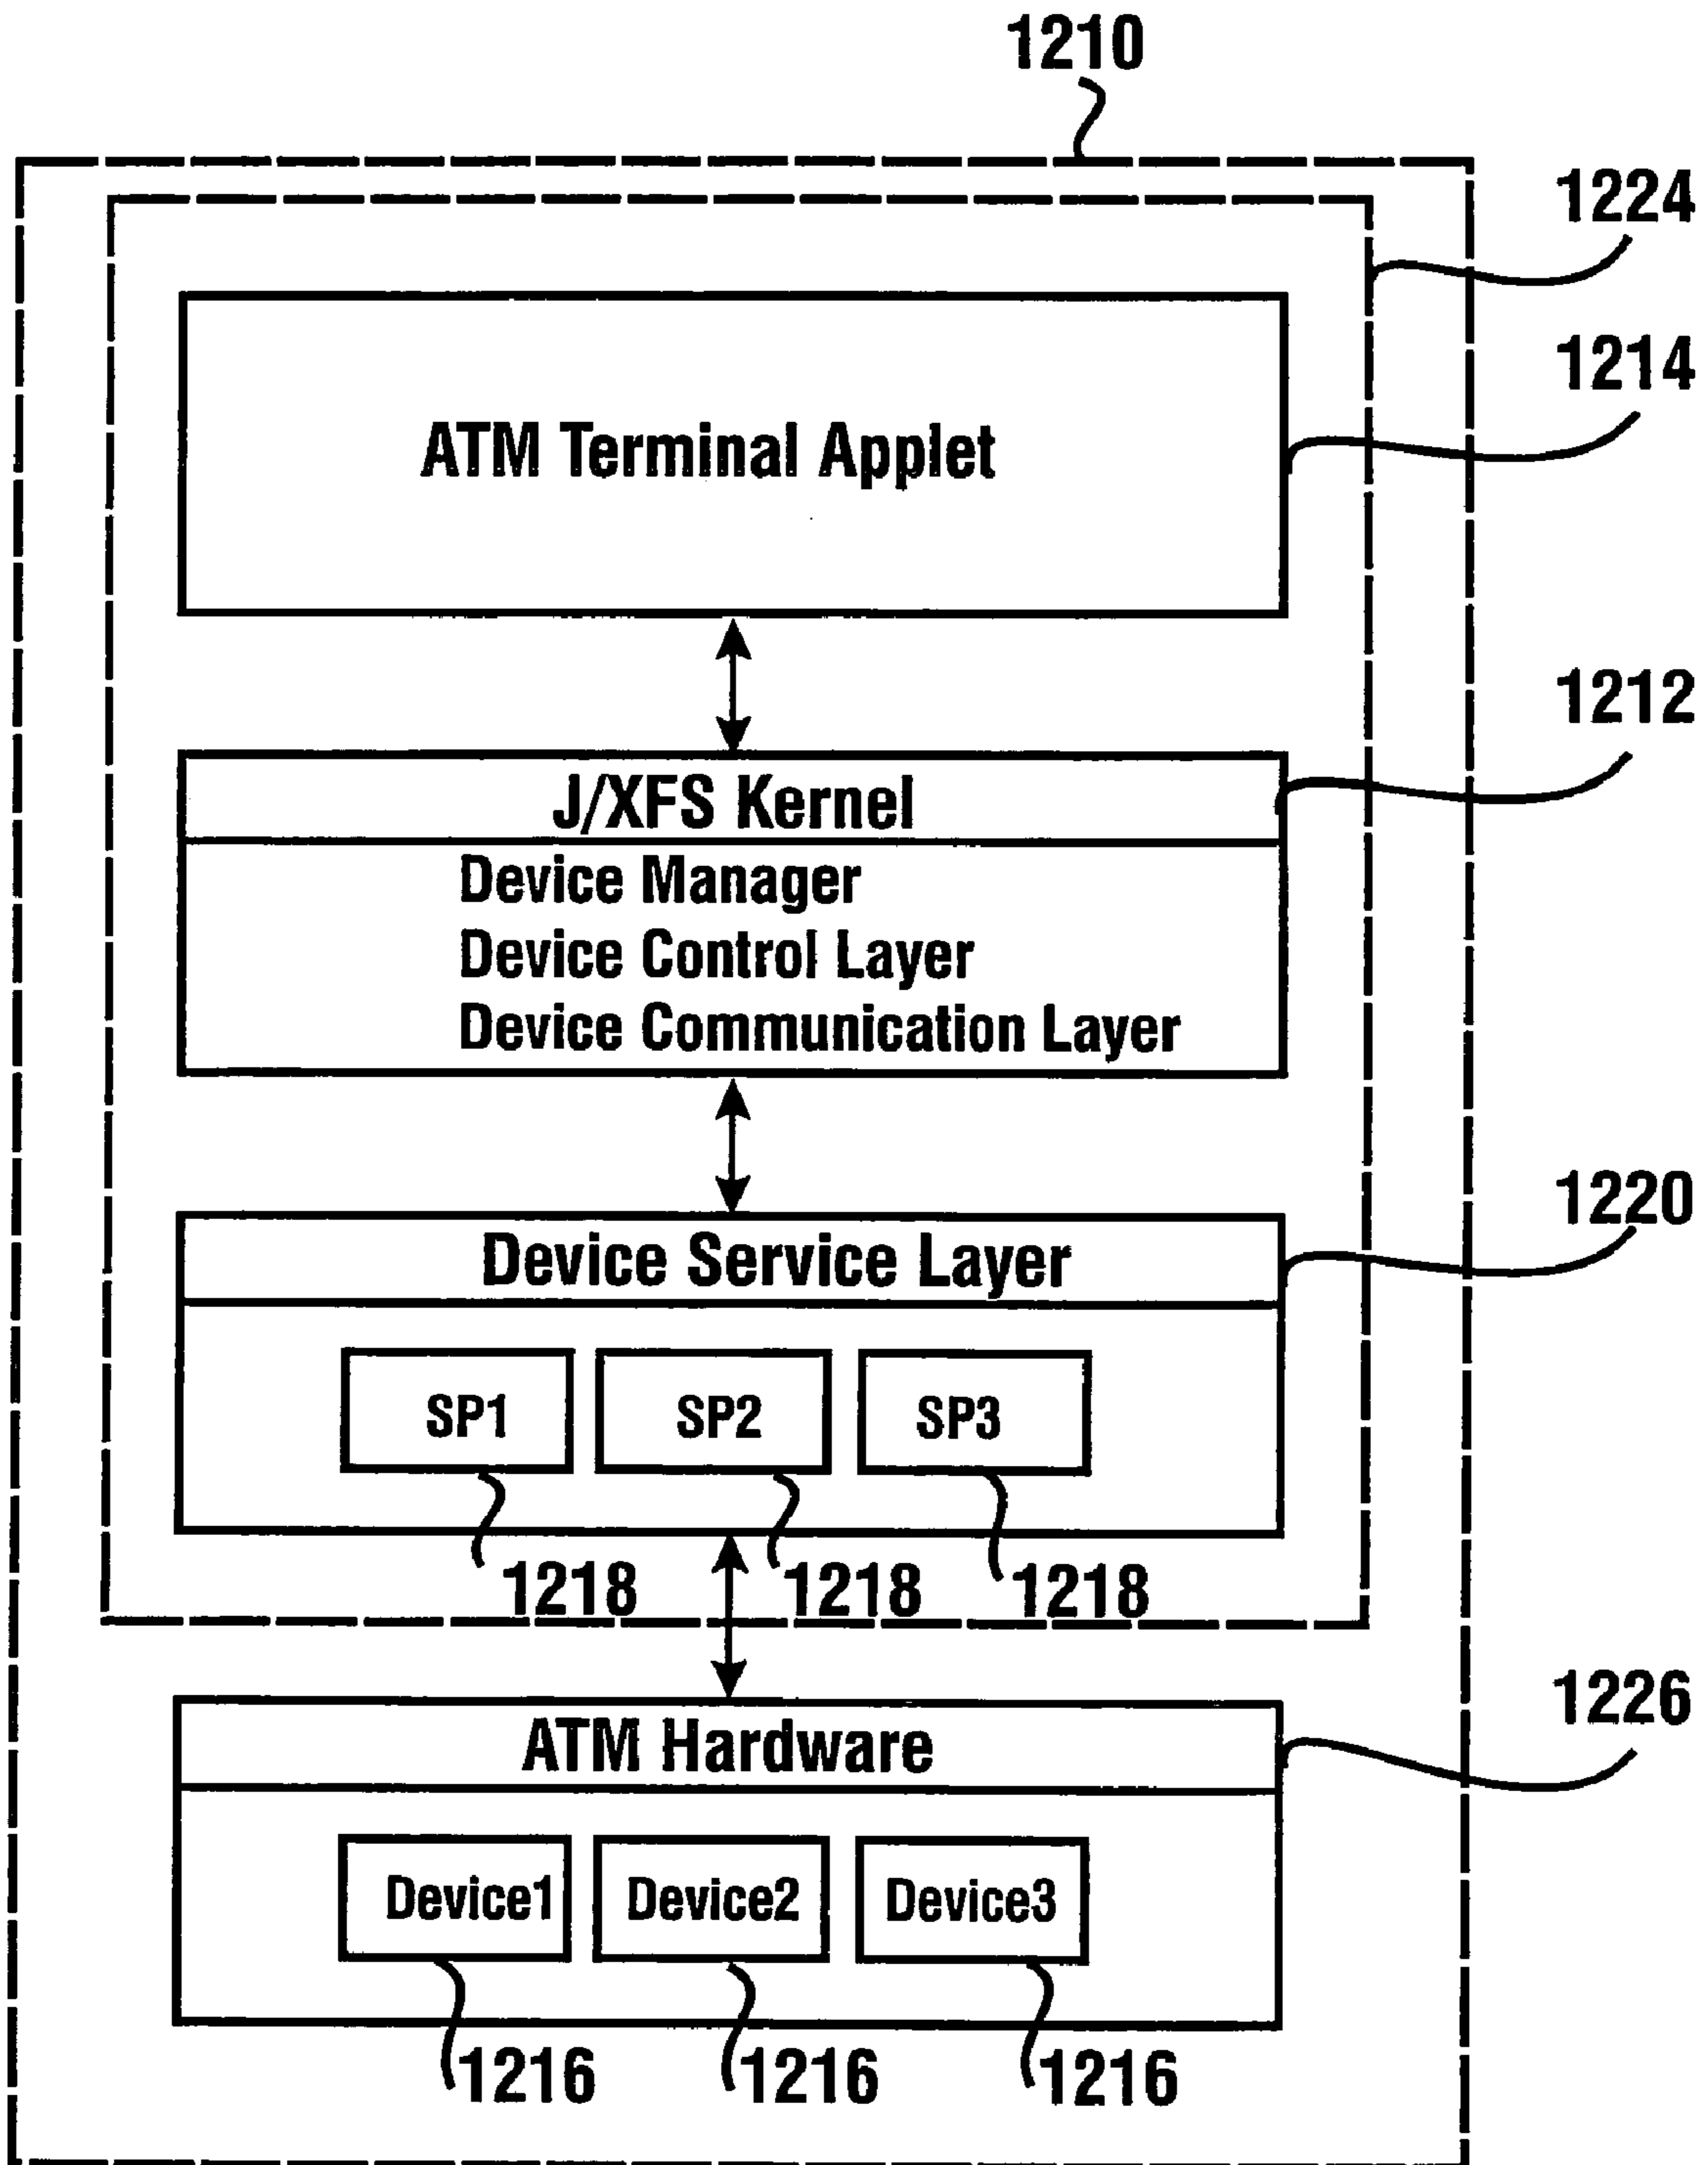 1210
1224
1214
ATM Terminal Applet
1212
J/XFS Kernel
Device Manager
Device Control Layer
Device Communication Layer
1220
Device Service Layer
SP1 SP2 SP3
1218 1218 1218
1226
ATM Hardware
Device1 Device2 Device3
1216 1216 1216